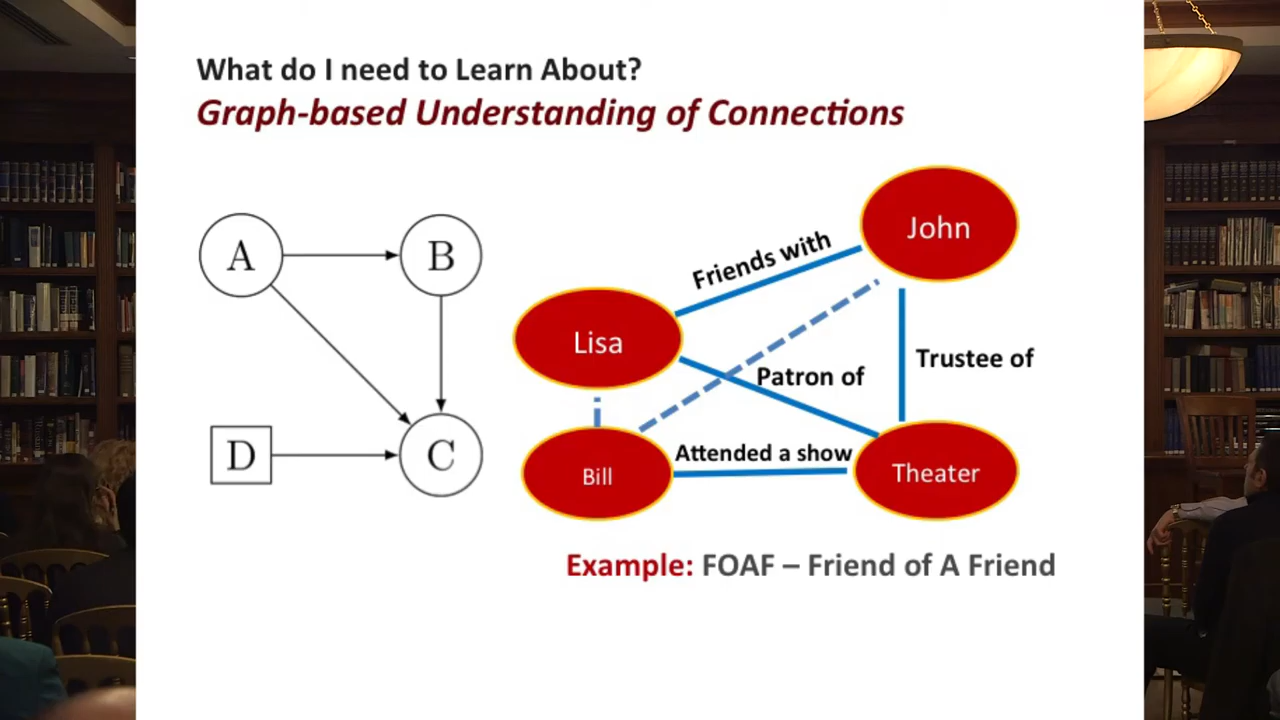 What do I need to Learn About?
Graph-based Understanding of Connections
A
B
D
C
John
Friends with
Lisa
Patron of
Trustee of
Attended a show
Bill
Theater
Example: FOAF – Friend of A Friend